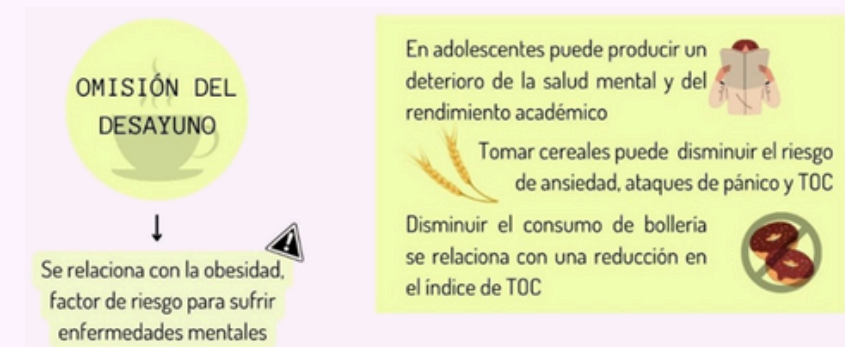 OMISIÓN DEL
DESAYUNO
Se relaciona con la obesidad,
factor de riesgo para sufrir
enfermedades mentales
En adolescentes puede producir un
deterioro de la salud mental y del
rendimiento académico
Tomar cereales puede disminuir el riesgo
de ansiedad, ataques de pánico y TOC
Disminuir el consumo de bollería
se relaciona con una reducción en
el índice de TOC